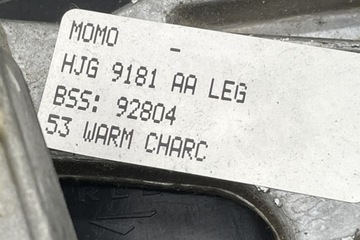 MOMO -
HJG 9181 AA LEG
BSS: 92804
53 WARM CHARC